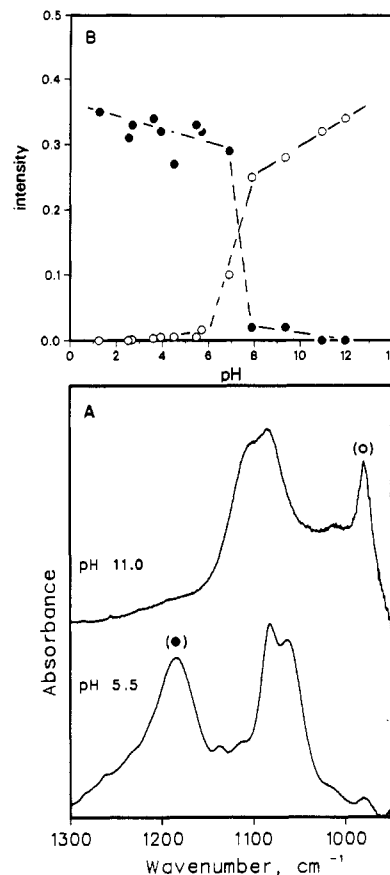 B
0.5
0.4
0.3
0.2
0.1
0.0
intensity
0 2 4 6 8 10 12
pH
A
(○)
pH 11.0
(●)
pH 5.5
Absorbance
1300 1200 1100 1000
Wavenumber, cm⁻¹